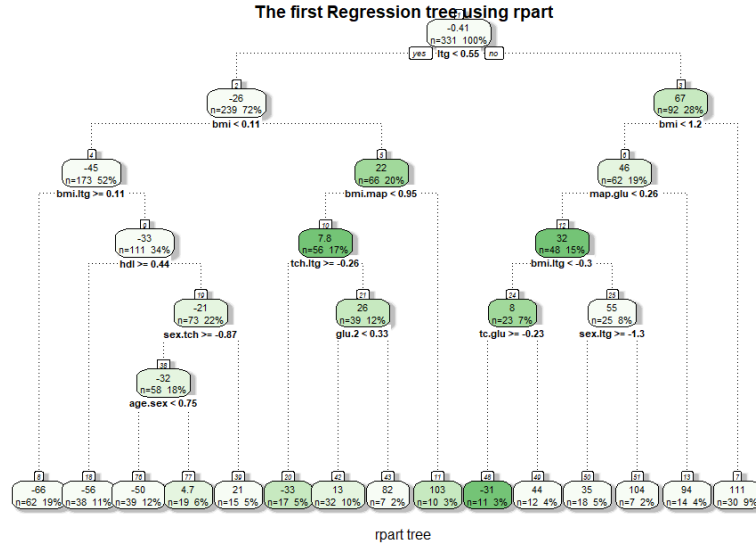 The first Regression tree using rpart
-0.41
n=331 100%
yes ltg < 0.55 no
2
3
-26
n=239 72%
bmi < 0.11
67
n=92 28%
bmi < 1.2
4
5
6
-45
n=173 52%
bmi.ltg >= 0.11
22
n=66 20%
bmi.map < 0.95
46
n=62 19%
map.glu < 0.26
9
10
12
-33
n=111 34%
hdl >= 0.44
7.8
n=56 17%
tch.ltg >= -0.26
32
n=48 15%
bmi.ltg < -0.3
19
21
24
25
-21
n=73 22%
sex.tch >= -0.87
26
n=39 12%
glu.2 < 0.33
8
n=23 7%
tc.glu >= -0.23
55
n=25 8%
sex.ltg >= -1.3
38
-32
n=58 18%
age.sex < 0.75
8 18 76 77 39 20 42 43 11 48 49 50 51 13 7
-66 -56 -50 4.7 21 -33 13 82 103 -31 44 35 104 94 111
n=62 19% n=38 11% n=39 12% n=19 6% n=15 5% n=17 5% n=32 10% n=7 2% n=10 3% n=11 3% n=12 4% n=18 5% n=7 2% n=14 4% n=30 9%
rpart tree